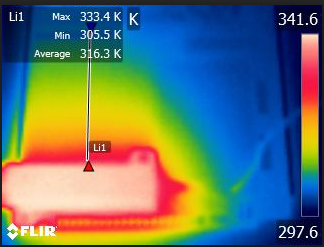 Li1 Max 333.4 K
Min 305.5 K
Average 316.3 K
K
341.6
Li1
FLIR
297.6